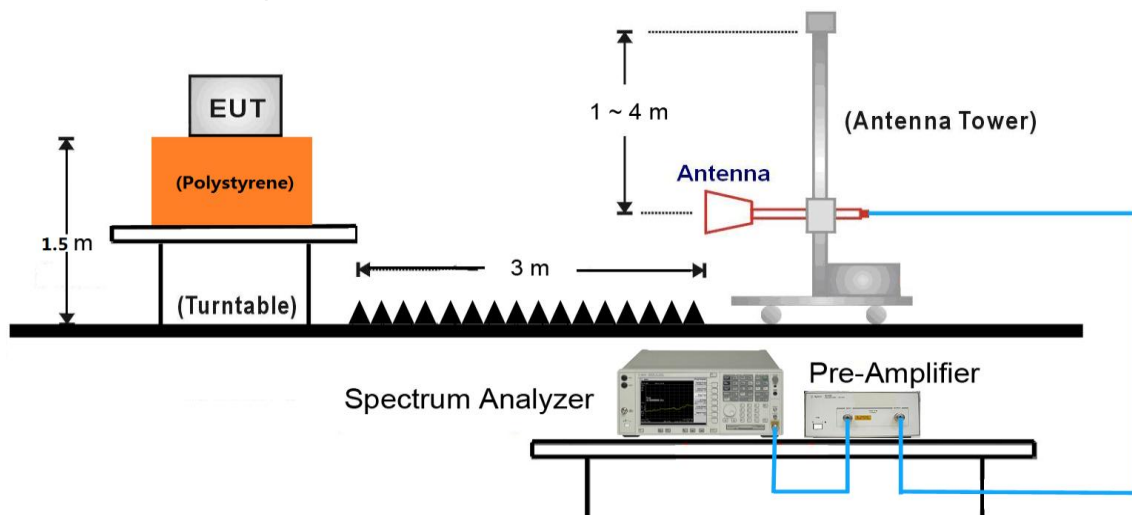 EUT
(Polystyrene)
1.5 m
(Turntable)
3 m
1 ~ 4 m
Antenna
(Antenna Tower)
Spectrum Analyzer
Pre-Amplifier